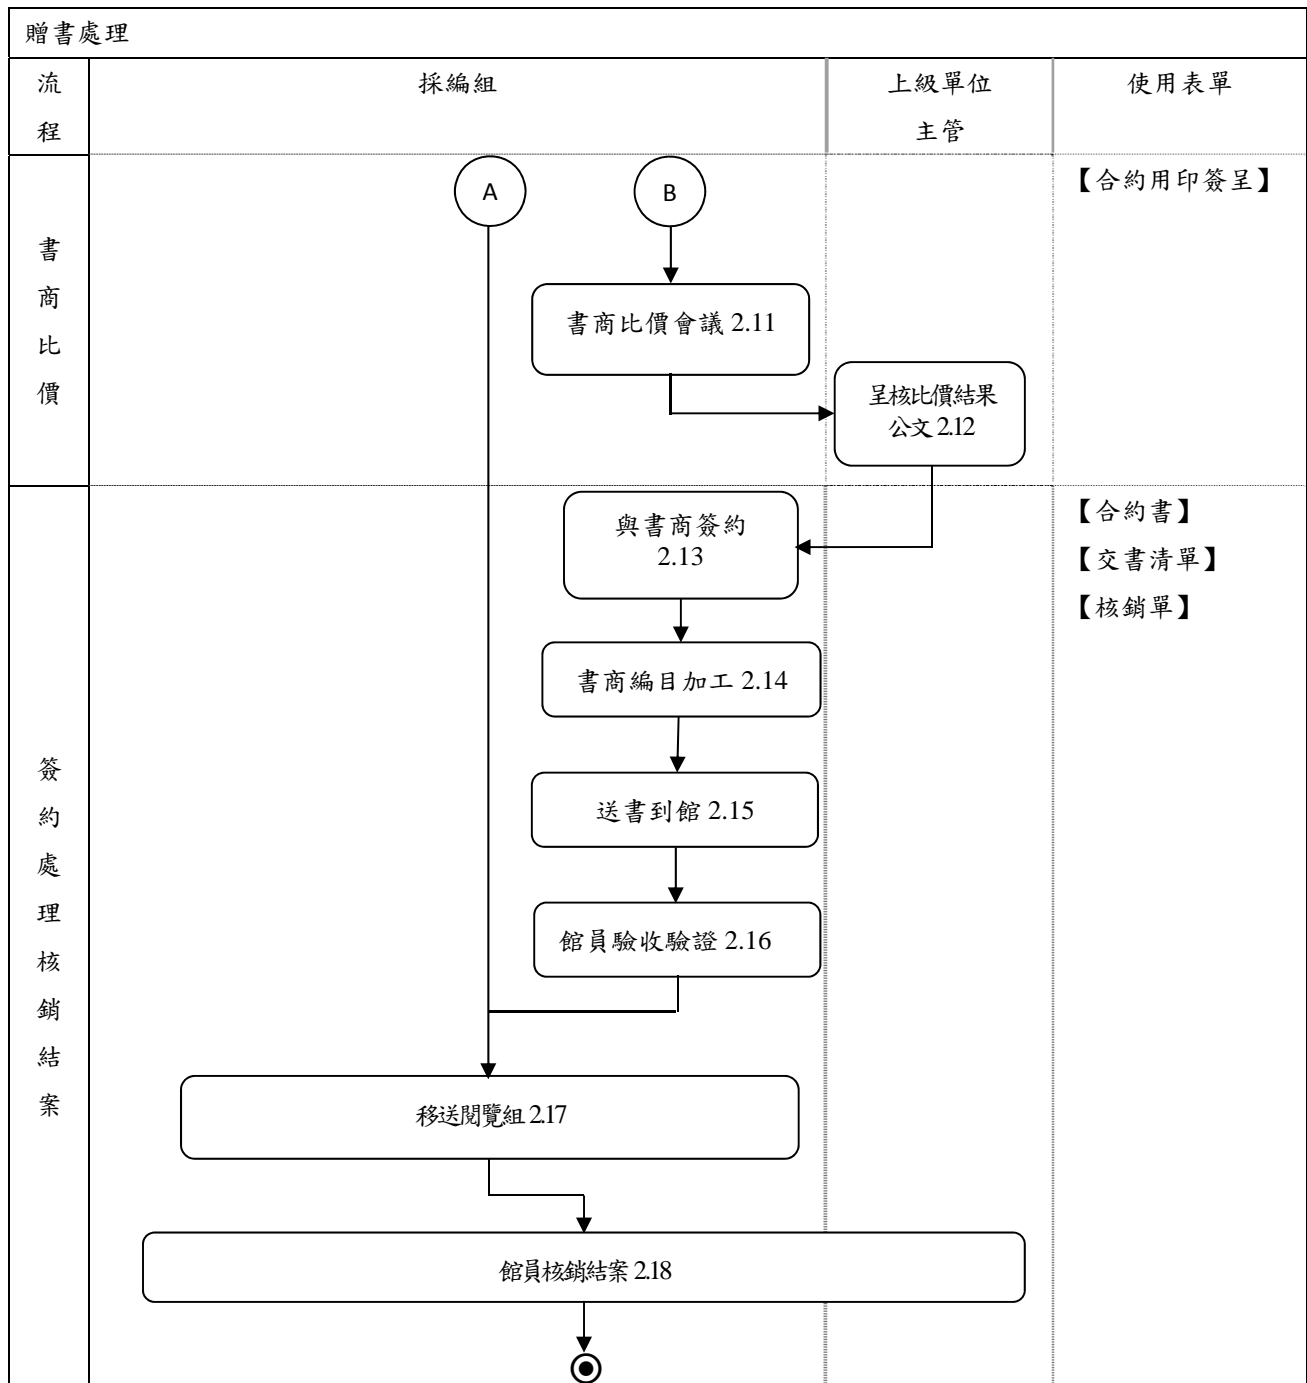 贈書處理
流程
採編組
上級單位
主管
使用表單
書商比價
A
B
【合約用印簽呈】
書商比價會議 2.11
呈核比價結果
公文 2.12
簽約處理核銷結案
與書商簽約
2.13
【合約書】
【交書清單】
【核銷單】
書商編目加工 2.14
送書到館 2.15
館員驗收驗證 2.16
移送閱覽組 2.17
館員核銷結案 2.18